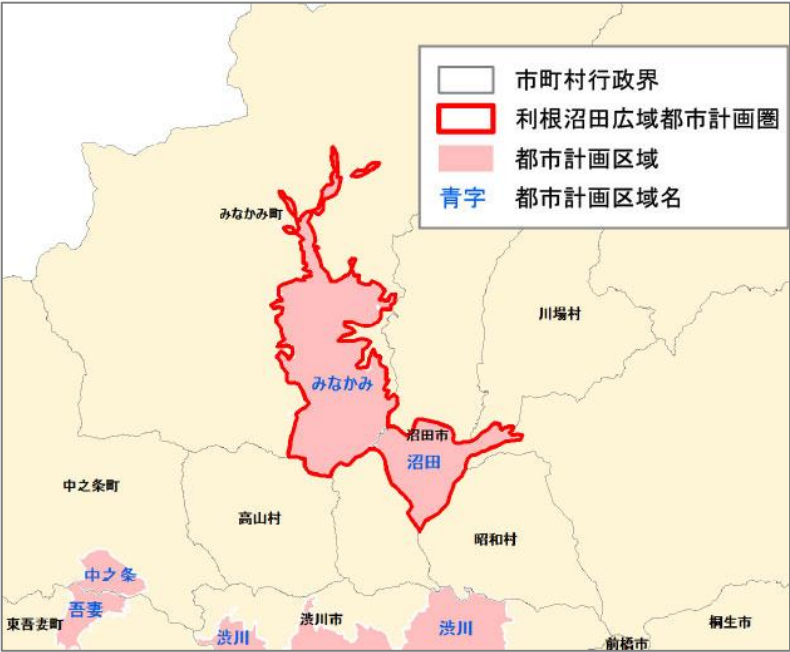 市町村行政界
利根沼田広域都市計画圏
都市計画区域
青字 都市計画区域名
みなかみ町
川場村
みなかみ
沼田市
沼田
中之条町
高山村
昭和村
中之条
吾妻
東吾妻町
渋川市
渋川
渋川
桐生市
前橋市